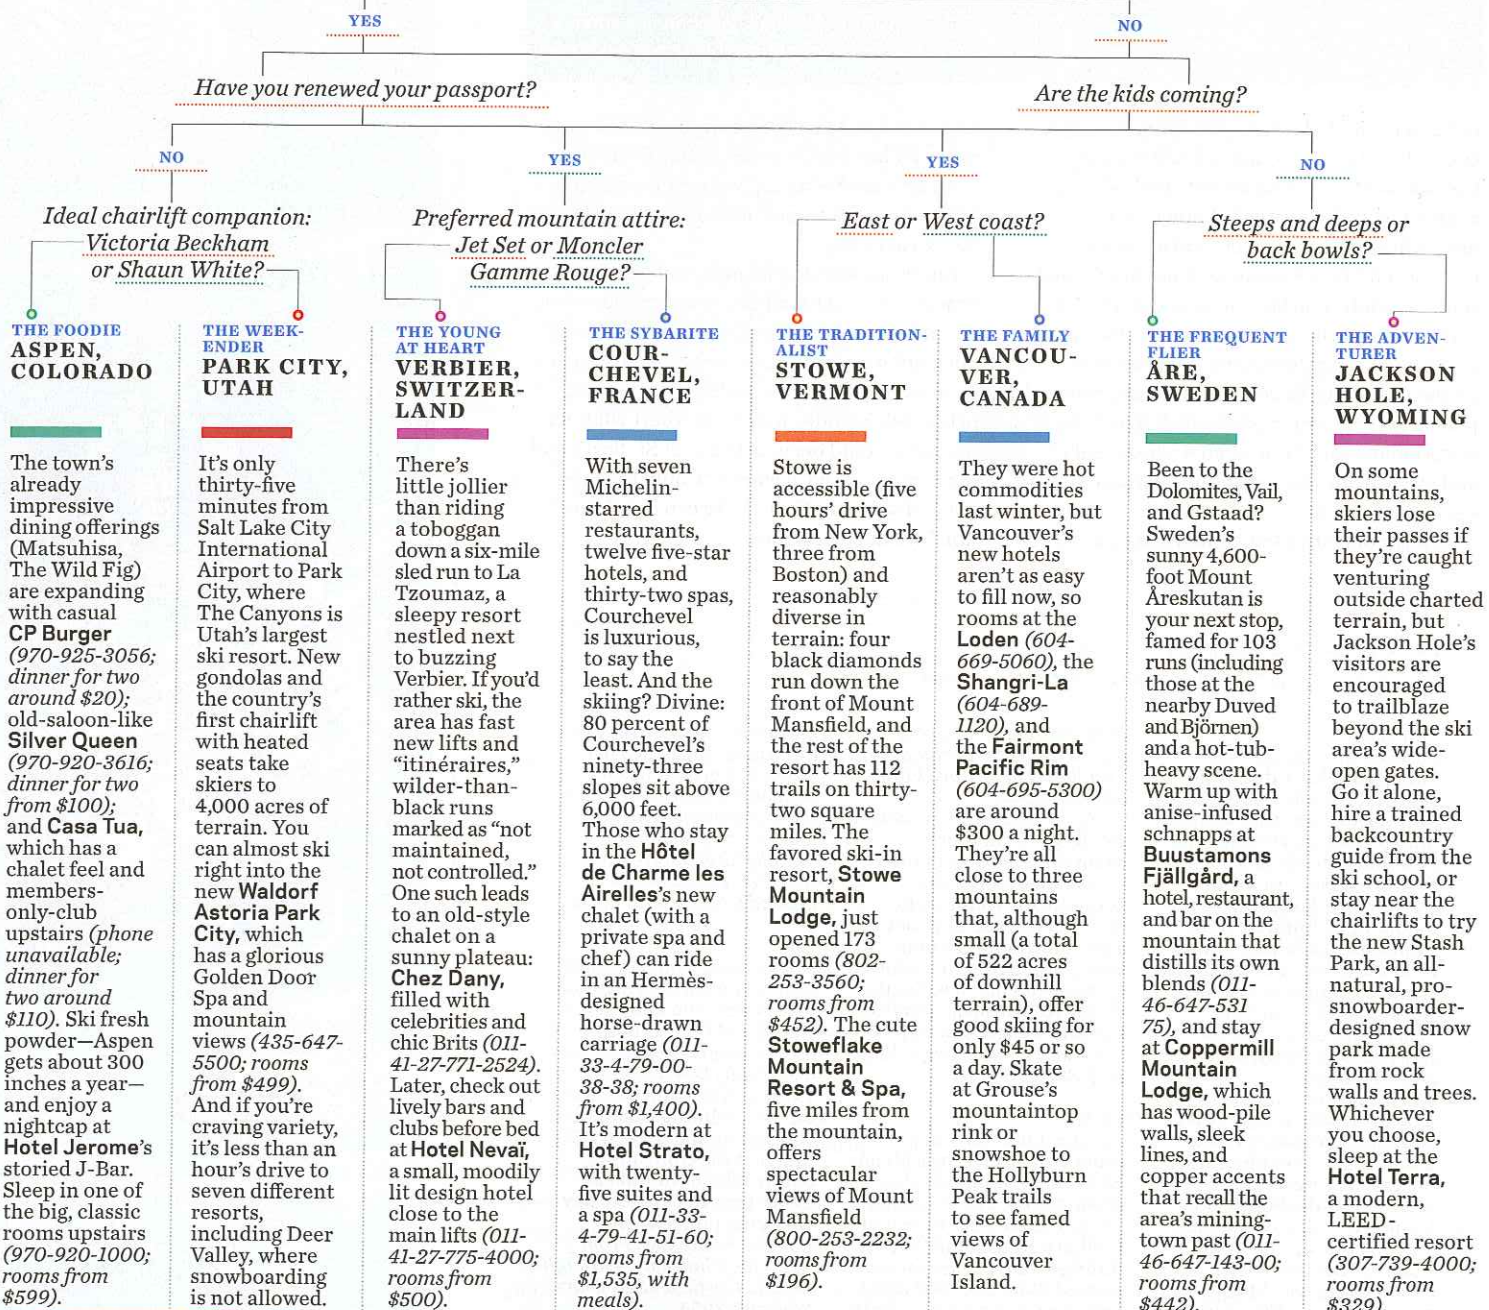 YES
NO
Have you renewed your passport?
Are the kids coming?
NO
YES
YES
NO
Ideal chairlift companion:
Victoria Beckham
or Shaun White?
Preferred mountain attire:
Jet Set or Moncler
Gamme Rouge?
East or West coast?
Steeps and deeps or
back bowls?
THE FOODIE
ASPEN,
COLORADO
The town's
already
impressive
dining offerings
(Matsuhisa,
The Wild Fig)
are expanding
with casual
CP Burger
(970-925-3056;
dinner for two
around $20);
old-saloon-like
Silver Queen
(970-920-3616;
dinner for two
from $100);
and Casa Tua,
which has a
chalet feel and
members-
only-club
upstairs (phone
unavailable;
dinner for
two around
$110). Ski fresh
powder—Aspen
gets about 300
inches a year—
and enjoy a
nightcap at
Hotel Jerome's
storied J-Bar.
Sleep in one of
the big, classic
rooms upstairs
(970-920-1000;
rooms from
$599).
THE WEEK-
ENDER
PARK CITY,
UTAH
It's only
thirty-five
minutes from
Salt Lake City
International
Airport to Park
City, where
The Canyons is
Utah's largest
ski resort. New
gondolas and
the country's
first chairlift
with heated
seats take
skiers to
4,000 acres of
terrain. You
can almost ski
right into the
new Waldorf
Astoria Park
City, which
has a glorious
Golden Door
Spa and
mountain
views (435-647-
5500; rooms
from $499).
And if you're
craving variety,
it's less than an
hour's drive to
seven different
resorts,
including Deer
Valley, where
snowboarding
is not allowed.
THE YOUNG
AT HEART
VERBIER,
SWITZER-
LAND
There's
little jollier
than riding
a toboggan
down a six-mile
sled run to La
Tzoumaz, a
sleepy resort
nestled next
to buzzing
Verbier. If you'd
rather ski, the
area has fast
new lifts and
"itinéraires,"
wilder-than-
black runs
marked as "not
maintained,
not controlled."
One such leads
to an old-style
chalet on a
sunny plateau:
Chez Dany,
filled with
celebrities and
chic Brits (011-
41-27-771-2524).
Later, check out
lively bars and
clubs before bed
at Hotel Nevaï,
a small, moodily
lit design hotel
close to the
main lifts (011-
41-27-775-4000;
rooms from
$500).
THE SYBARITE
COUR-
CHEVEL,
FRANCE
With seven
Michelin-
starred
restaurants,
twelve five-star
hotels, and
thirty-two spas,
Courchevel
is luxurious,
to say the
least. And the
skiing? Divine:
80 percent of
Courchevel's
ninety-three
slopes sit above
6,000 feet.
Those who stay
in the Hôtel
de Charme les
Airelles's new
chalet (with a
private spa and
chef) can ride
in an Hermès-
designed
horse-drawn
carriage (011-
33-4-79-00-
38-38; rooms
from $1,400).
It's modern at
Hotel Strato,
with twenty-
five suites and
a spa (011-33-
4-79-41-51-60;
rooms from
$1,535, with
meals).
THE TRADITION-
ALIST
STOWE,
VERMONT
Stowe is
accessible (five
hours' drive
from New York,
three from
Boston) and
reasonably
diverse in
terrain: four
black diamonds
run down the
front of Mount
Mansfield, and
the rest of the
resort has 112
trails on thirty-
two square
miles. The
favored ski-in
resort, Stowe
Mountain
Lodge, just
opened 173
rooms (802-
253-3560;
rooms from
$452). The cute
Stoweflake
Mountain
Resort & Spa,
five miles from
the mountain,
offers
spectacular
views of Mount
Mansfield
(800-253-2232;
rooms from
$196).
THE FAMILY
VANCOU-
VER,
CANADA
They were hot
commodities
last winter, but
Vancouver's
new hotels
aren't as easy
to fill now, so
rooms at the
Loden (604-
669-5060), the
Shangri-La
(604-689-
1120), and
the Fairmont
Pacific Rim
(604-695-5300)
are around
$300 a night.
They're all
close to three
mountains
that, although
small (a total
of 522 acres
of downhill
terrain), offer
good skiing for
only $45 or so
a day. Skate
at Grouse's
mountaintop
rink or
snowshoe to
the Hollyburn
Peak trails
to see famed
views of
Vancouver
Island.
THE FREQUENT
FLIER
ÅRE,
SWEDEN
Been to the
Dolomites, Vail,
and Gstaad?
Sweden's
sunny 4,600-
foot Mount
Åreskutan is
your next stop,
famed for 103
runs (including
those at the
nearby Duved
and Björnen)
and a hot-tub-
heavy scene.
Warm up with
anise-infused
schnapps at
Buustamons
Fjällgård, a
hotel, restaurant,
and bar on the
mountain that
distills its own
blends (011-
46-647-531
75), and stay
at Coppermill
Mountain
Lodge, which
has wood-pile
walls, sleek
lines, and
copper accents
that recall the
area's mining-
town past (011-
46-647-143-00;
rooms from
$442).
THE ADVEN-
TURER
JACKSON
HOLE,
WYOMING
On some
mountains,
skiers lose
their passes if
they're caught
venturing
outside charted
terrain, but
Jackson Hole's
visitors are
encouraged
to trailblaze
beyond the ski
area's wide-
open gates.
Go it alone,
hire a trained
backcountry
guide from the
ski school, or
stay near the
chairlifts to try
the new Stash
Park, an all-
natural, pro-
snowboarder-
designed snow
park made
from rock
walls and trees.
Whichever
you choose,
sleep at the
Hotel Terra,
a modern,
LEED-
certified resort
(307-739-4000;
rooms from
$329)